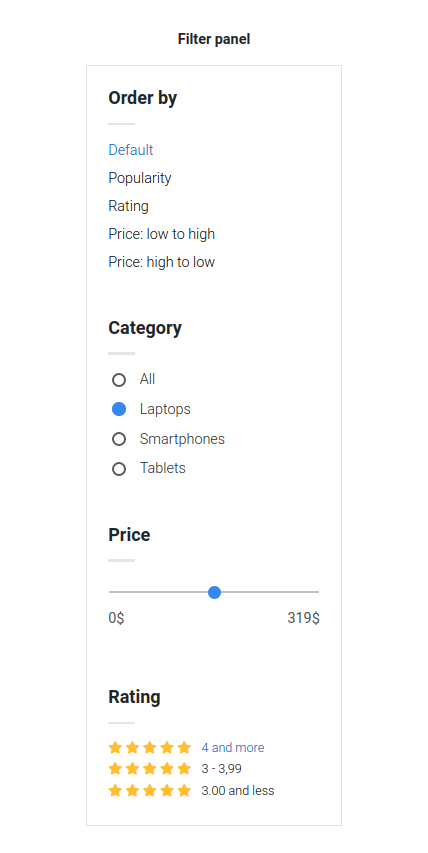 Filter panel
Order by
Default
Popularity
Rating
Price: low to high
Price: high to low
Category
All
Laptops
Smartphones
Tablets
Price
0$ 319$
Rating
4 and more
3 - 3,99
3.00 and less